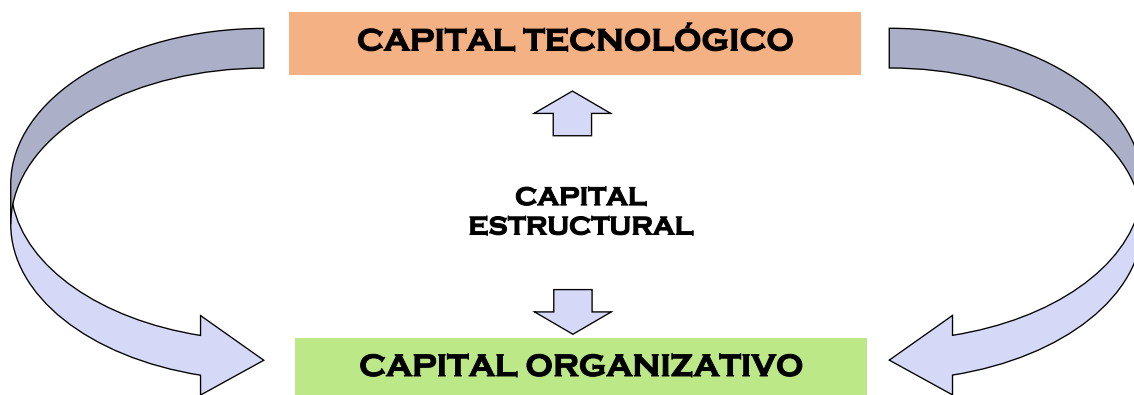 CAPITAL TECNOLÓGICO
CAPITAL
ESTRUCTURAL
CAPITAL ORGANIZATIVO